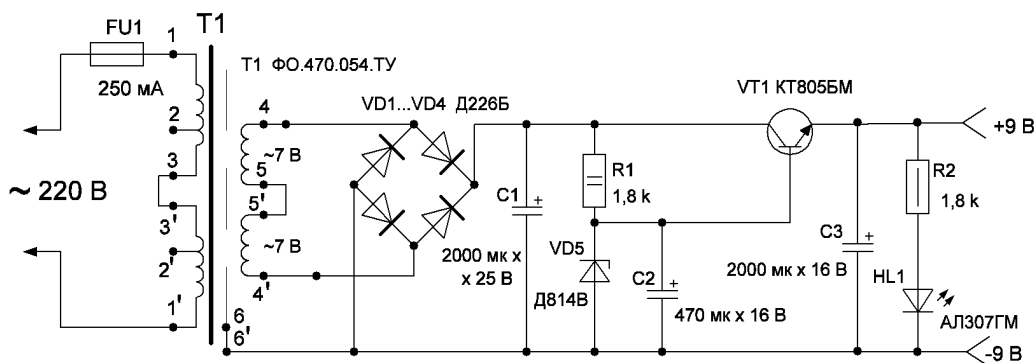 FU1
1
T1
250 мА
T1 ФО.470.054.ТУ
VD1...VD4 Д226Б
VT1 КТ805БМ
4
2
~7 В
+9 В
3
5
~ 220 В
R1
1,8 k
R2
1,8 k
C1
+
3'
5'
~7 В
2000 мк х
х 25 В
VD5
Д814В
C2
+
470 мк х 16 В
C3
+
2000 мк х 16 В
HL1
АЛ307ГМ
2'
4'
1'
6
6'
-9 В